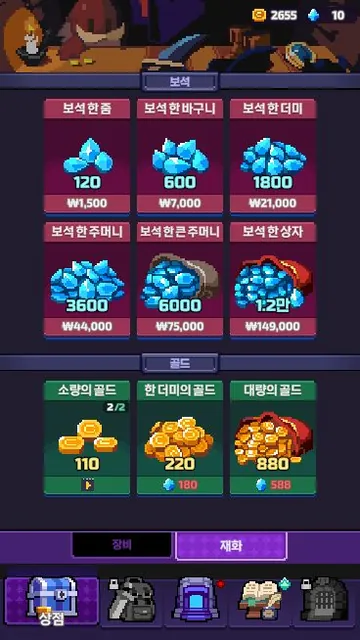 2655 10
보석
보석 한 줌 보석 한 바구니 보석 한 더미
120 600 1800
₩1,500 ₩7,000 ₩21,000
보석 한 주머니 보석 한 큰 주머니 보석 한 상자
3600 6000 1.2만
₩44,000 ₩75,000 ₩149,000
골드
소량의 골드 한 더미의 골드 대량의 골드
2/2
110 220 880
180 588
장비 재화
상점